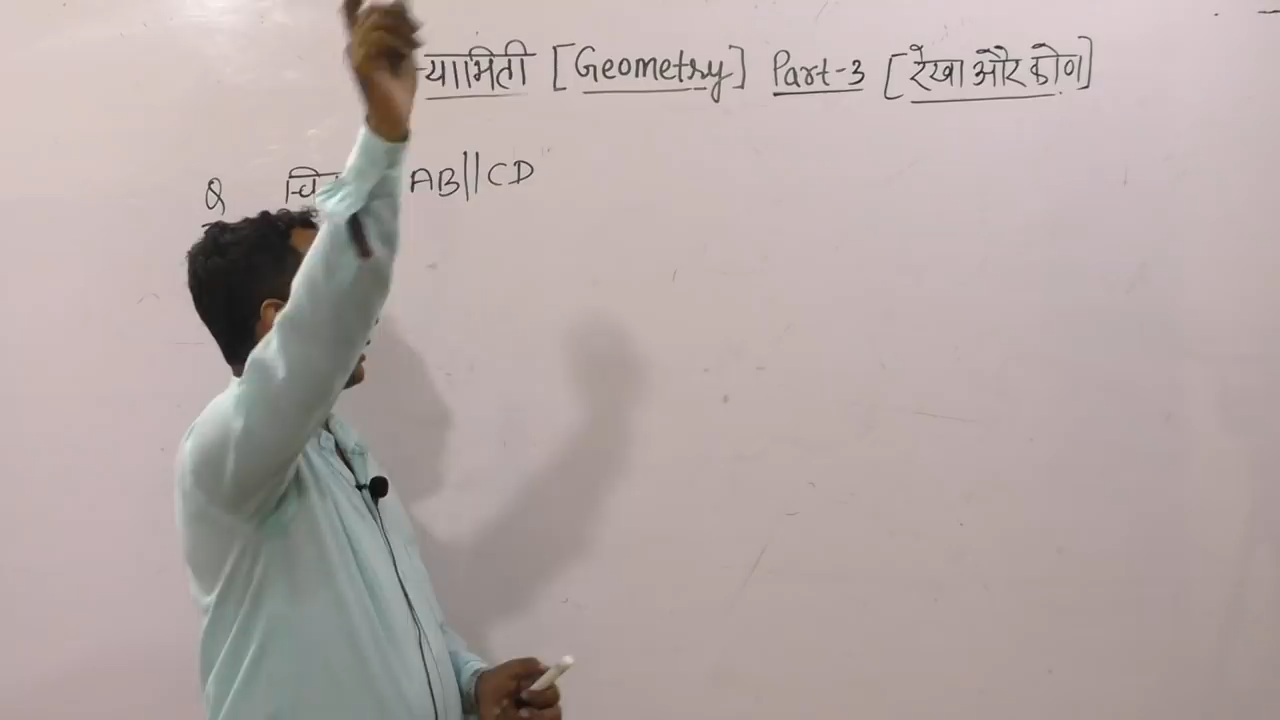 [Geometry] Part-3 [रेखा और कोण]
Q AB||CD